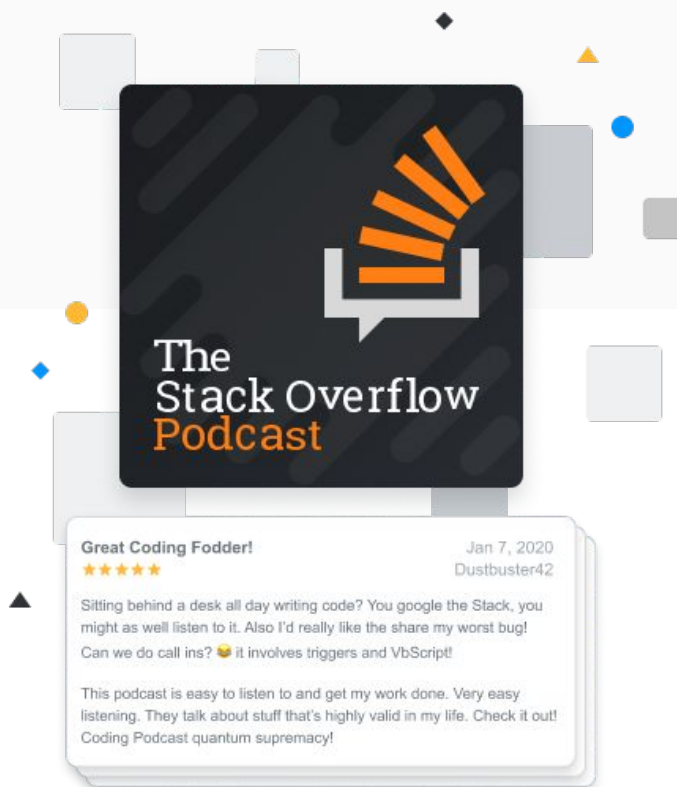 The
Stack Overflow
Podcast
Great Coding Fodder!
Jan 7, 2020
★★★★★
Dustbuster42
Sitting behind a desk all day writing code? You google the Stack, you
might as well listen to it. Also I'd really like the share my worst bug!
Can we do call ins? 😂 it involves triggers and VbScript!
This podcast is easy to listen to and get my work done. Very easy
listening. They talk about stuff that's highly valid in my life. Check it out!
Coding Podcast quantum supremacy!